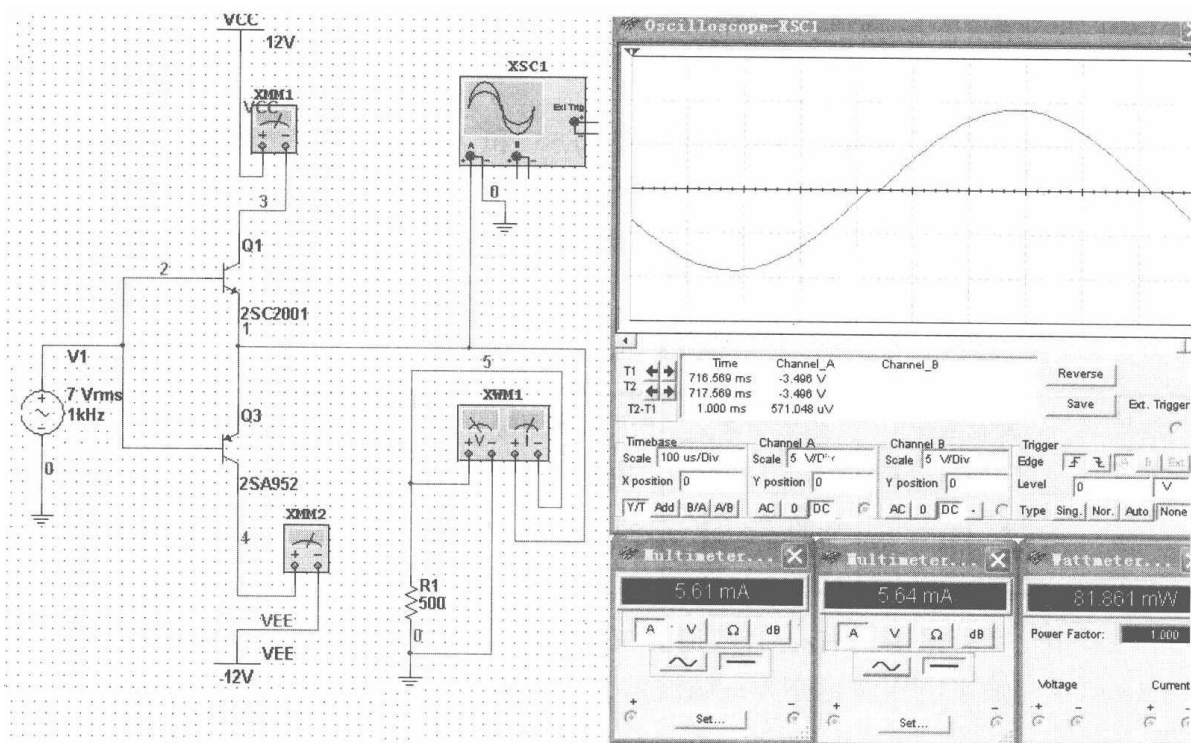 VCC
12V
XMM1
VCC
3
Q1
2
2SC2001
1
V1
7 Vrms
1kHz
0
Q3
2SA952
4
XMM2
VEE
VEE
-12V
XSC1
Ext Trig
A
B
0
5
XWM1
V
I
R1
500
0
Oscilloscope-XSC1
Time Channel_A Channel_B
T1 716.569 ms -3.496 V
T2 717.569 ms -3.496 V
T2-T1 1.000 ms 571.048 uV
Reverse
Save
Ext. Trigger
Timebase
Scale 100 us/Div
X position 0
Y/T Add B/A A/B
Channel_A
Scale 5 V/Div
Y position 0
AC 0 DC
Channel_B
Scale 5 V/Div
Y position 0
AC 0 DC -
Trigger
Edge A B Ext
Level 0 V
Type Sing. Nor. Auto None
Multimeter...
5.61 mA
A V Ω dB
+ -
Set...
Multimeter...
5.64 mA
A V Ω dB
+ -
Set...
Wattmeter...
81.861 mW
Power Factor: 1.000
Voltage Current
+ - + -